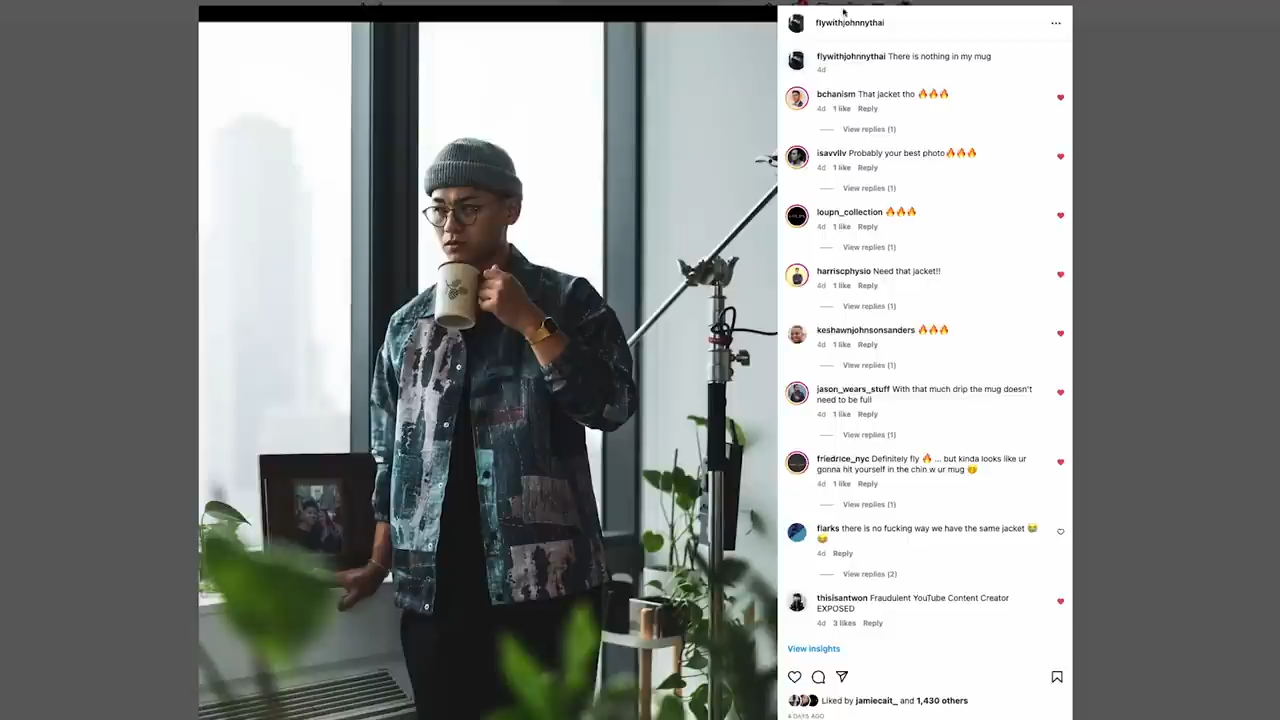 flywithjohnnythai
flywithjohnnythai There is nothing in my mug
4d
bchanism That jacket tho 🔥🔥🔥
4d 1 like Reply
View replies (1)
isavvllv Probably your best photo🔥🔥🔥
4d 1 like Reply
View replies (1)
loupn_collection 🔥🔥🔥
4d 1 like Reply
View replies (1)
harriscphysio Need that jacket!!
4d 1 like Reply
View replies (1)
keshawnjohnsonsanders 🔥🔥🔥
4d 1 like Reply
View replies (1)
jason_wears_stuff With that much drip the mug doesn't
need to be full
4d 1 like Reply
View replies (1)
friedrice_nyc Definitely fly 🔥 ... but kinda looks like ur
gonna hit yourself in the chin w ur mug 🤭
4d 1 like Reply
View replies (1)
flarks there is no fucking way we have the same jacket 😭
😂
4d Reply
View replies (2)
thisisantwon Fraudulent YouTube Content Creator
EXPOSED
4d 3 likes Reply
View insights
Liked by jamiecait_ and 1,430 others
4 DAYS AGO